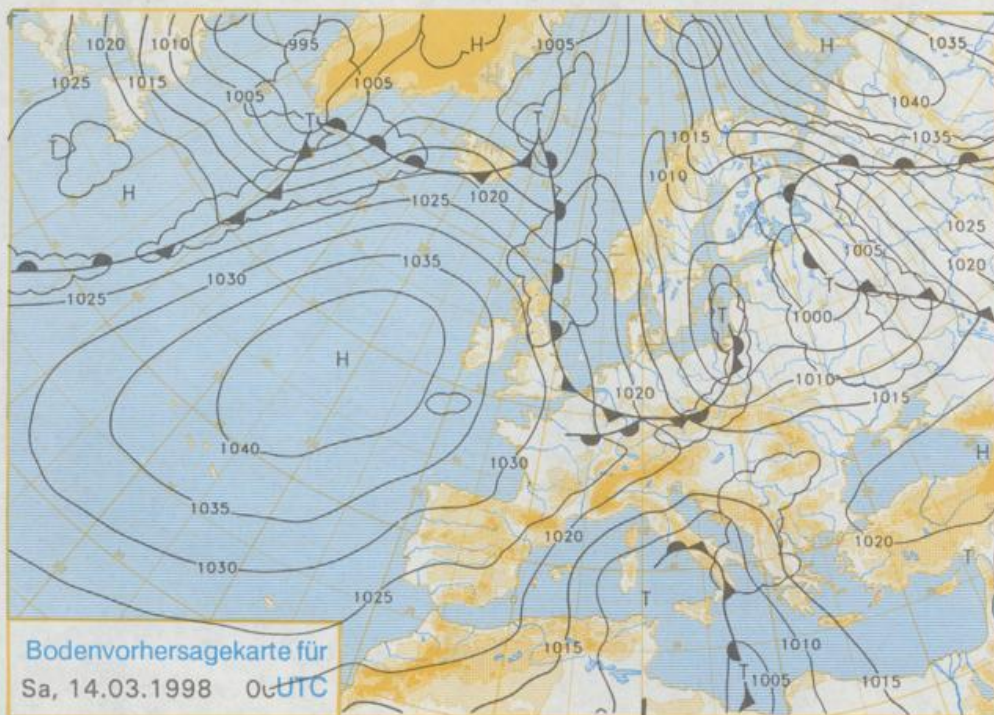 1020 1010 995 H 1005 H 1035
1025 1015 1005 1005 1040
T T 1015 1035
T 1010
H 1020 1025
1025 1005 1020
1030 1035 T
1025 T 1000
H
1020 1010
1015
1040 1030 H
1035
1020 1020
1030 T
1025 T
1015 1010
Bodenvorhersagekarte für
Sa, 14.03.1998 00 UTC
T
1005 1015